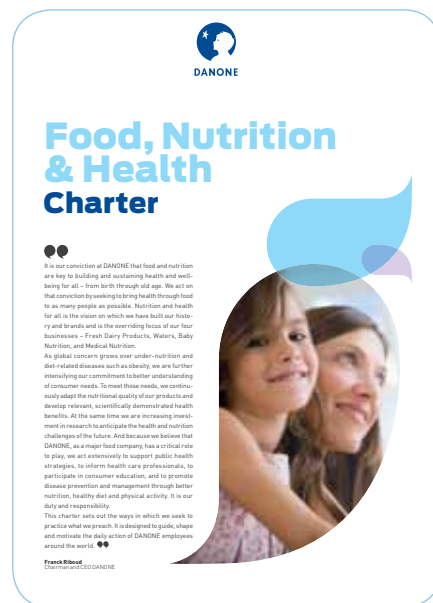 DANONE
Food, Nutrition
& Health
Charter
It is our conviction at DANONE that food and nutrition
are key to building and sustaining health and well-
being for all – from birth through old age. We act on
that conviction by seeking to bring health through food
to as many people as possible. Nutrition and health
for all is the vision on which we have built our histo-
ry and brands and is the overriding focus of our four
businesses – Fresh Dairy Products, Waters, Baby
Nutrition, and Medical Nutrition.
As global concern grows over under-nutrition and
diet-related diseases such as obesity, we are further
intensifying our commitment to better understanding
of consumer needs. To meet those needs, we continu-
ously adapt the nutritional quality of our products and
develop relevant, scientifically demonstrated health
benefits. At the same time we are increasing invest-
ment in research to anticipate the health and nutrition
challenges of the future. And because we believe that
DANONE, as a major food company, has a critical role
to play, we act extensively to support public health
strategies, to inform health care professionals, to
participate in consumer education, and to promote
disease prevention and management through better
nutrition, healthy diet and physical activity. It is our
duty and responsibility.
This charter sets out the ways in which we seek to
practice what we preach. It is designed to guide, shape
and motivate the daily action of DANONE employees
around the world.
Franck Riboud
Chairman and CEO DANONE